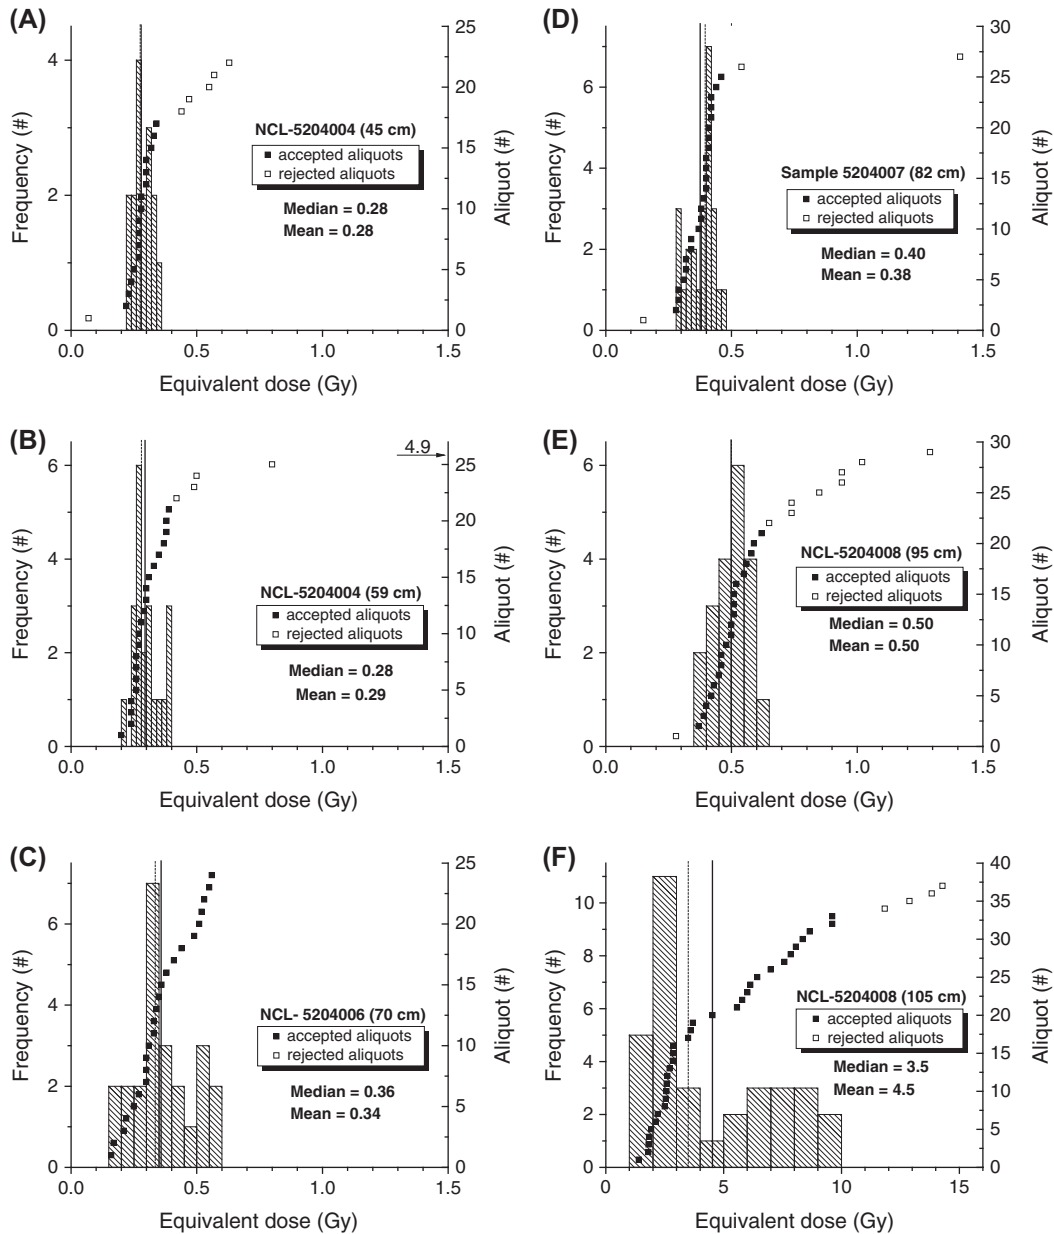 (A)
4
2
0
Frequency (#)
25
20
15
10
5
0
Aliquot (#)
NCL-5204004 (45 cm)
accepted aliquots
rejected aliquots
Median = 0.28
Mean = 0.28
0.0 0.5 1.0 1.5
Equivalent dose (Gy)
(D)
6
4
2
0
Frequency (#)
30
25
20
15
10
5
0
Aliquot (#)
Sample 5204007 (82 cm)
accepted aliquots
rejected aliquots
Median = 0.40
Mean = 0.38
0.0 0.5 1.0 1.5
Equivalent dose (Gy)
(B)
6
4
2
0
Frequency (#)
4.9
25
20
15
10
5
0
Aliquot (#)
NCL-5204004 (59 cm)
accepted aliquots
rejected aliquots
Median = 0.28
Mean = 0.29
0.0 0.5 1.0 1.5
Equivalent dose (Gy)
(E)
6
4
2
0
Frequency (#)
30
25
20
15
10
5
0
Aliquot (#)
NCL-5204008 (95 cm)
accepted aliquots
rejected aliquots
Median = 0.50
Mean = 0.50
0.0 0.5 1.0 1.5
Equivalent dose (Gy)
(C)
6
4
2
0
Frequency (#)
25
20
15
10
5
0
Aliquot (#)
NCL- 5204006 (70 cm)
accepted aliquots
rejected aliquots
Median = 0.36
Mean = 0.34
0.0 0.5 1.0 1.5
Equivalent dose (Gy)
(F)
10
8
6
4
2
0
Frequency (#)
40
35
30
25
20
15
10
5
0
Aliquot (#)
NCL-5204008 (105 cm)
accepted aliquots
rejected aliquots
Median = 3.5
Mean = 4.5
0 5 10 15
Equivalent dose (Gy)